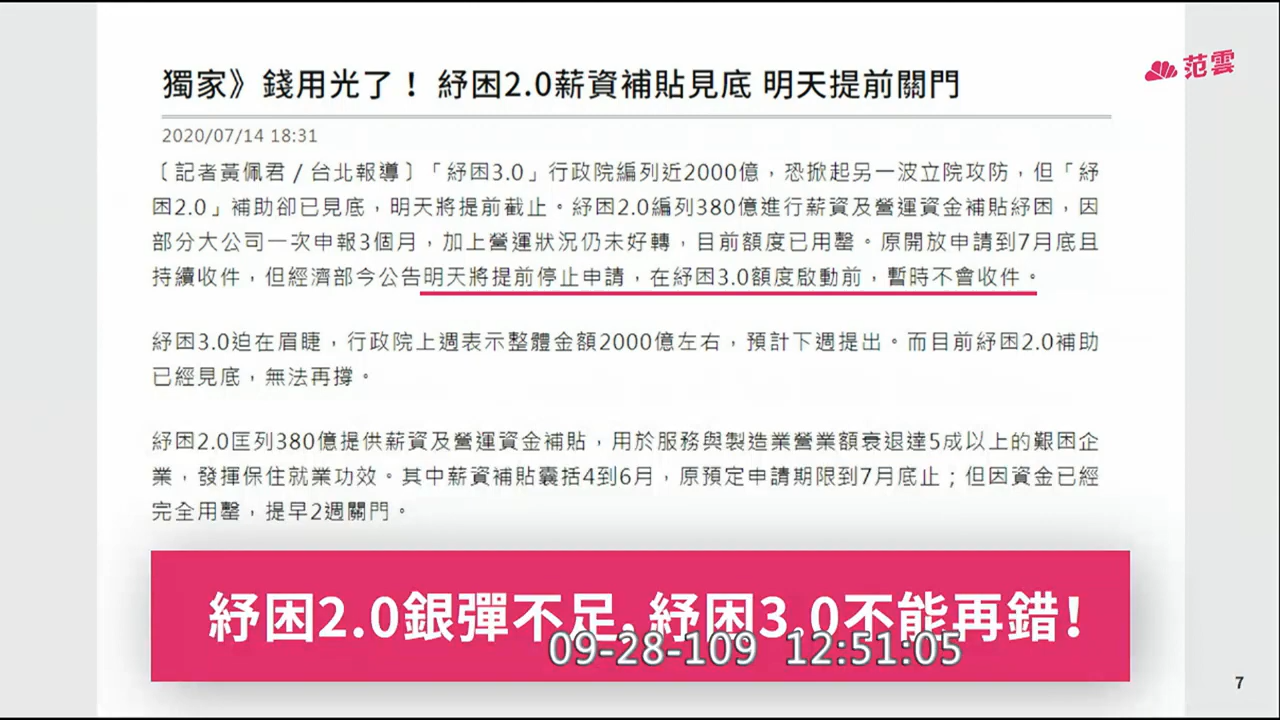 范雲
獨家》錢用光了！ 紓困2.0薪資補貼見底 明天提前關門
2020/07/14 18:31
〔記者黃佩君／台北報導〕「紓困3.0」行政院編列近2000億，恐掀起另一波立院攻防，但「紓
困2.0」補助卻已見底，明天將提前截止。紓困2.0編列380億進行薪資及營運資金補貼紓困，因
部分大公司一次申報3個月，加上營運狀況仍未好轉，目前額度已用罄。原開放申請到7月底且
持續收件，但經濟部今公告明天將提前停止申請，在紓困3.0額度啟動前，暫時不會收件。
紓困3.0迫在眉睫，行政院上週表示整體金額2000億左右，預計下週提出。而目前紓困2.0補助
已經見底，無法再撐。
紓困2.0匡列380億提供薪資及營運資金補貼，用於服務與製造業營業額衰退達5成以上的艱困企
業，發揮保住就業功效。其中薪資補貼囊括4到6月，原預定申請期限到7月底止；但因資金已經
完全用罄，提早2週關門。
紓困2.0銀彈不足，紓困3.0不能再錯！
09-28-109 12:51:05
7